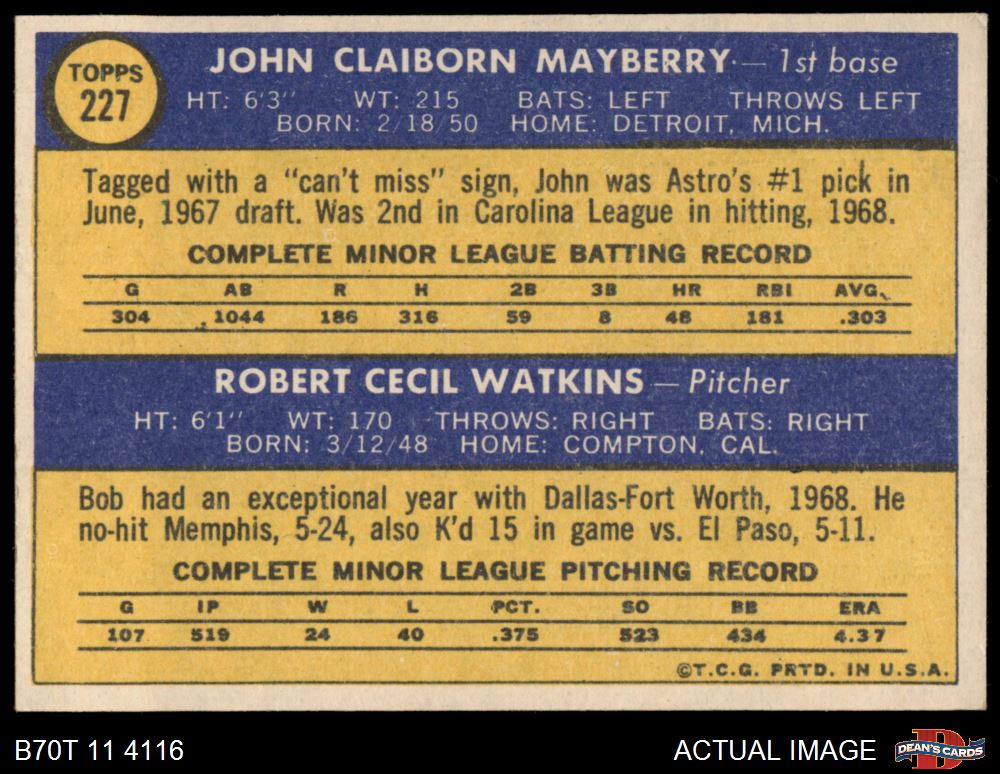 TOPPS
227
JOHN CLAIBORN MAYBERRY — 1st base
HT: 6'3" WT: 215 BATS: LEFT THROWS LEFT
BORN: 2/18/50 HOME: DETROIT, MICH.
Tagged with a "can't miss" sign, John was Astro's #1 pick in
June, 1967 draft. Was 2nd in Carolina League in hitting, 1968.
COMPLETE MINOR LEAGUE BATTING RECORD
G AB R H 2B 3B HR RBI AVG.
304 1044 186 316 59 8 48 181 .303
ROBERT CECIL WATKINS — Pitcher
HT: 6'1" WT: 170 THROWS: RIGHT BATS: RIGHT
BORN: 3/12/48 HOME: COMPTON, CAL.
Bob had an exceptional year with Dallas-Fort Worth, 1968. He
no-hit Memphis, 5-24, also K'd 15 in game vs. El Paso, 5-11.
COMPLETE MINOR LEAGUE PITCHING RECORD
G IP W L PCT. SO BB ERA
107 519 24 40 .375 523 434 4.37
©T.C.G. PRTD. IN U.S.A.
B70T 11 4116
ACTUAL IMAGE
DEAN'S CARDS